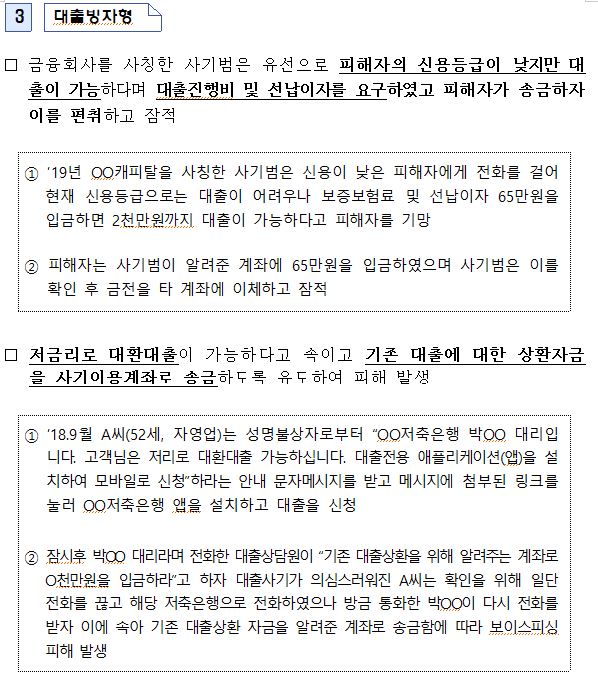 3 대출빙자형
□ 금융회사를 사칭한 사기범은 유선으로 피해자의 신용등급이 낮지만 대
출이 가능하다며 대출진행비 및 선납이자를 요구하였고 피해자가 송금하자
이를 편취하고 잠적
① '19년 OO캐피탈을 사칭한 사기범은 신용이 낮은 피해자에게 전화를 걸어
현재 신용등급으로는 대출이 어려우나 보증보험료 및 선납이자 65만원을
입금하면 2천만원까지 대출이 가능하다고 피해자를 기망
② 피해자는 사기범이 알려준 계좌에 65만원을 입금하였으며 사기범은 이를
확인 후 금전을 타 계좌에 이체하고 잠적
□ 저금리로 대환대출이 가능하다고 속이고 기존 대출에 대한 상환자금
을 사기이용계좌로 송금하도록 유도하여 피해 발생
① '18.9월 A씨(52세, 자영업)는 성명불상자로부터 "OO저축은행 박OO 대리입
니다. 고객님은 저리로 대환대출 가능하십니다. 대출전용 애플리케이션(앱)을 설
치하여 모바일로 신청"하라는 안내 문자메시지를 받고 메시지에 첨부된 링크를
눌러 OO저축은행 앱을 설치하고 대출을 신청
② 잠시후 박OO 대리라며 전화한 대출상담원이 "기존 대출상환을 위해 알려주는 계좌로
O천만원을 입금하라"고 하자 대출사기가 의심스러워진 A씨는 확인을 위해 일단
전화를 끊고 해당 저축은행으로 전화하였으나 방금 통화한 박OO이 다시 전화를
받자 이에 속아 기존 대출상환 자금을 알려준 계좌로 송금함에 따라 보이스피싱
피해 발생